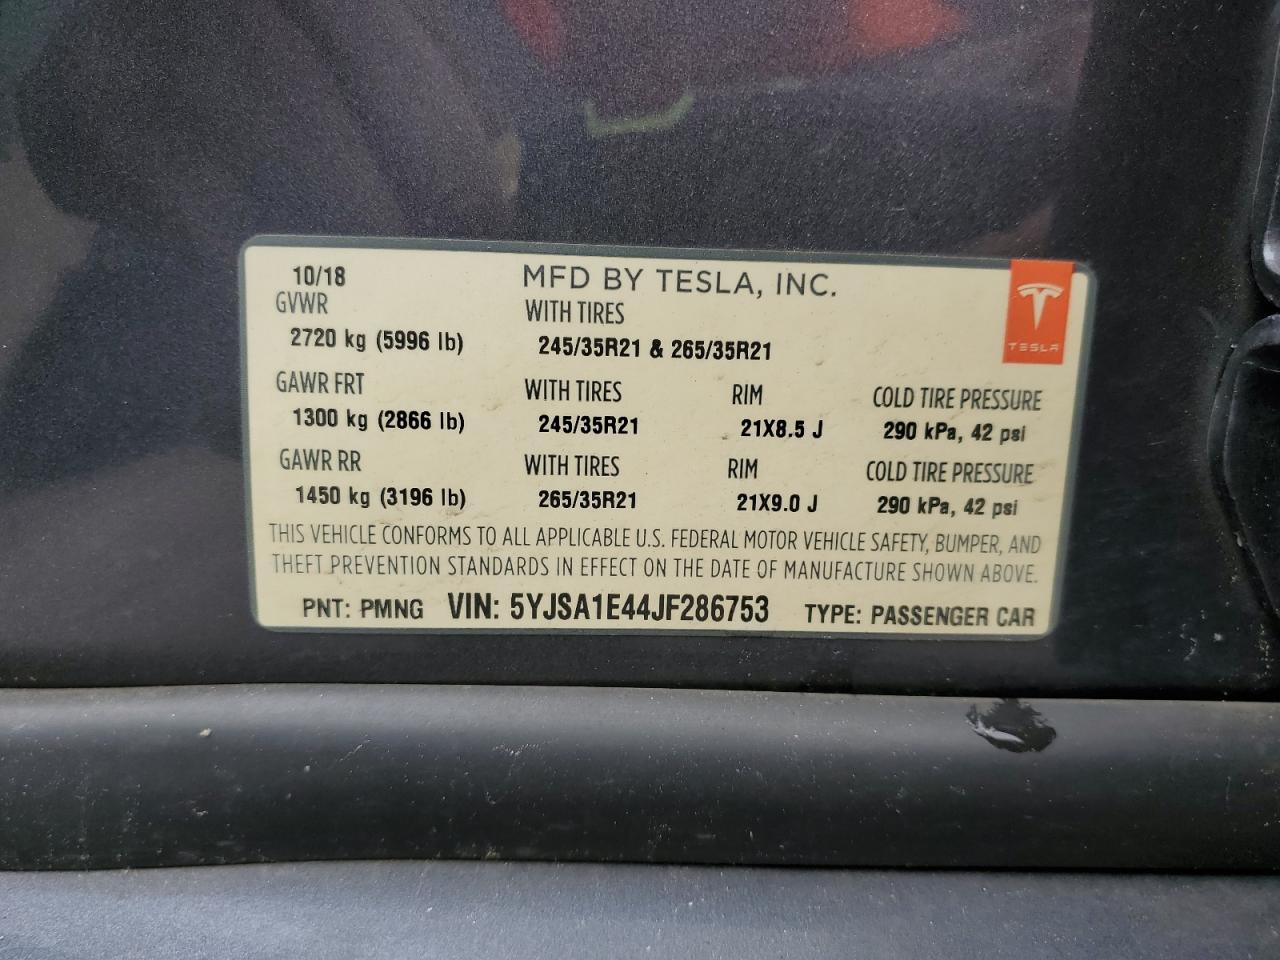 10/18 MFD BY TESLA, INC.
GVWR WITH TIRES
2720 kg (5996 lb) 245/35R21 & 265/35R21
TESLA
GAWR FRT WITH TIRES RIM COLD TIRE PRESSURE
1300 kg (2866 lb) 245/35R21 21X8.5 J 290 kPa, 42 psi
GAWR RR WITH TIRES RIM COLD TIRE PRESSURE
1450 kg (3196 lb) 265/35R21 21X9.0 J 290 kPa, 42 psi
THIS VEHICLE CONFORMS TO ALL APPLICABLE U.S. FEDERAL MOTOR VEHICLE SAFETY, BUMPER, AND
THEFT PREVENTION STANDARDS IN EFFECT ON THE DATE OF MANUFACTURE SHOWN ABOVE.
PNT: PMNG VIN: 5YJSA1E44JF286753 TYPE: PASSENGER CAR